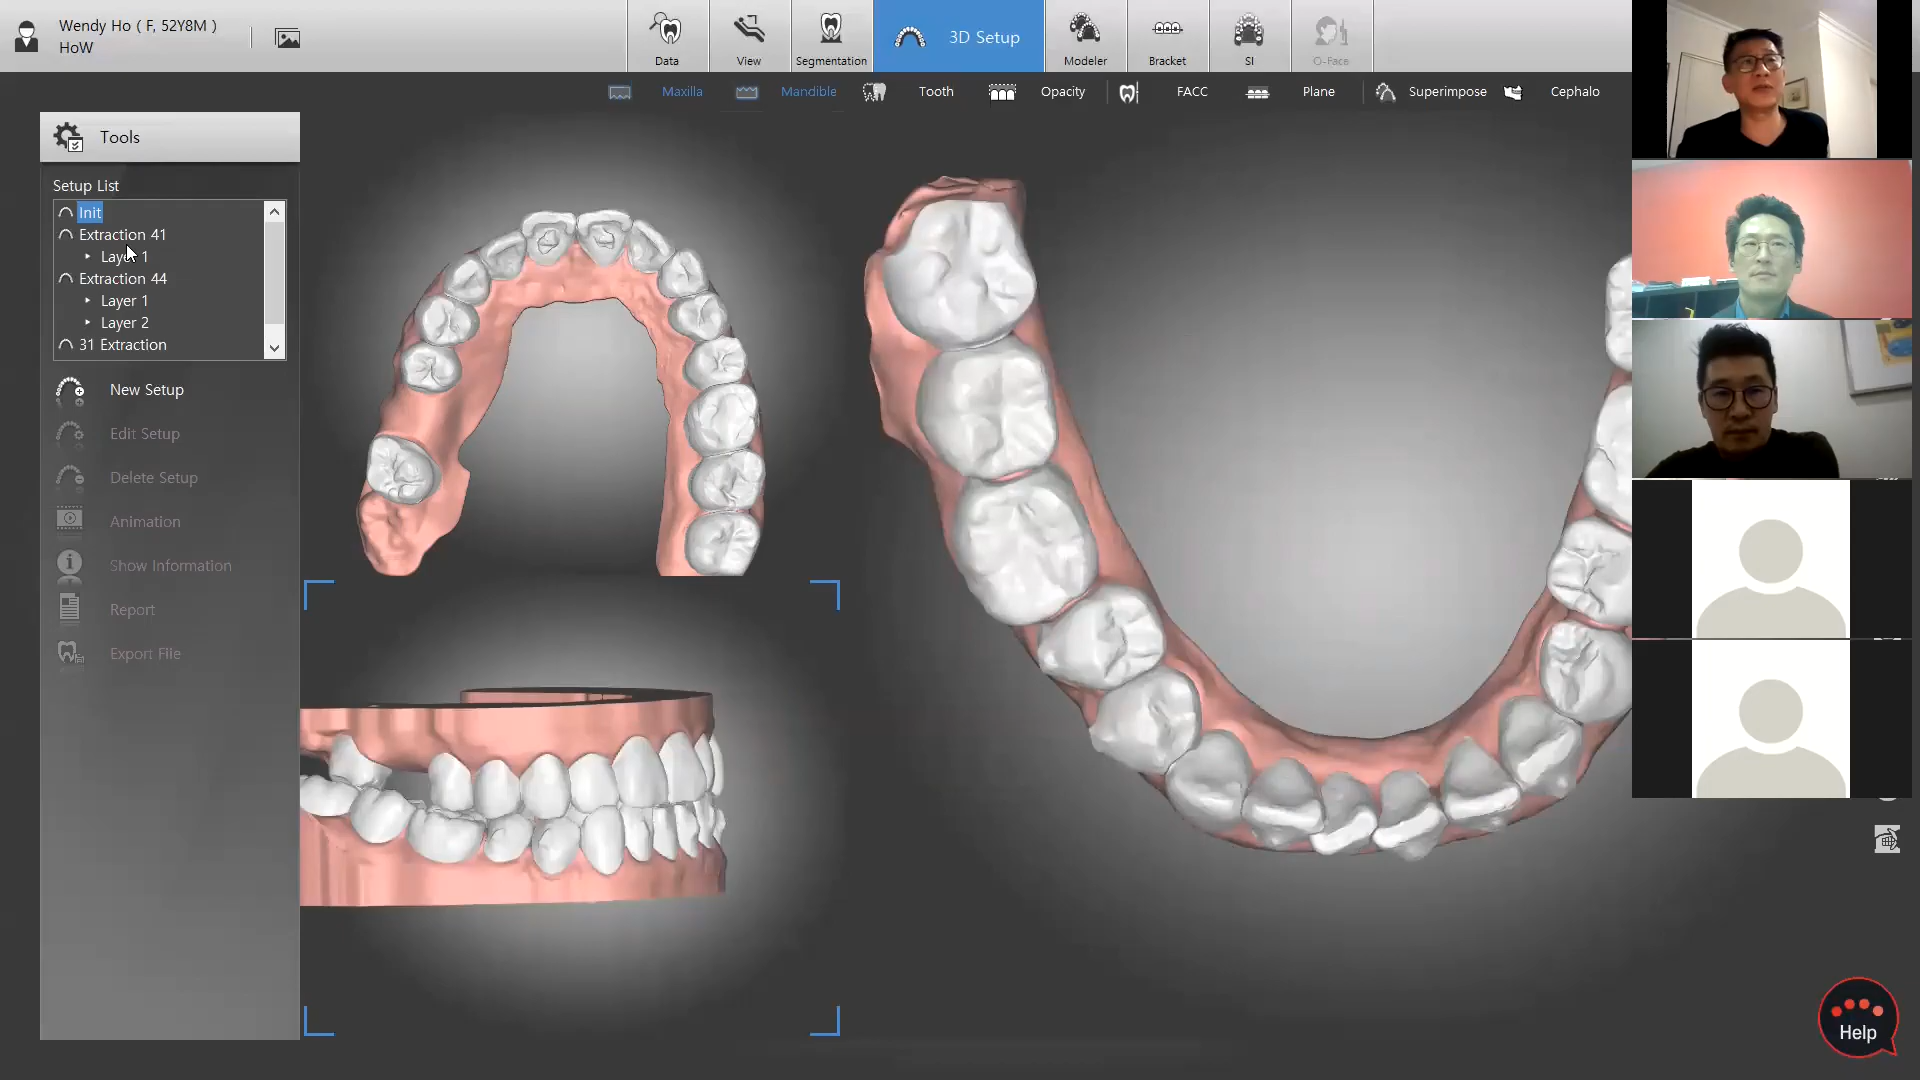 Wendy Ho ( F, 52Y8M )
HoW
Data
View
Segmentation
3D Setup
Modeler
Bracket
SI
O-Face
Maxilla
Mandible
Tooth
Opacity
FACC
Plane
Superimpose
Cephalo
Tools
Setup List
Init
Extraction 41
Layer 1
Extraction 44
Layer 1
Layer 2
31 Extraction
New Setup
Edit Setup
Delete Setup
Animation
Show Information
Report
Export File
Help